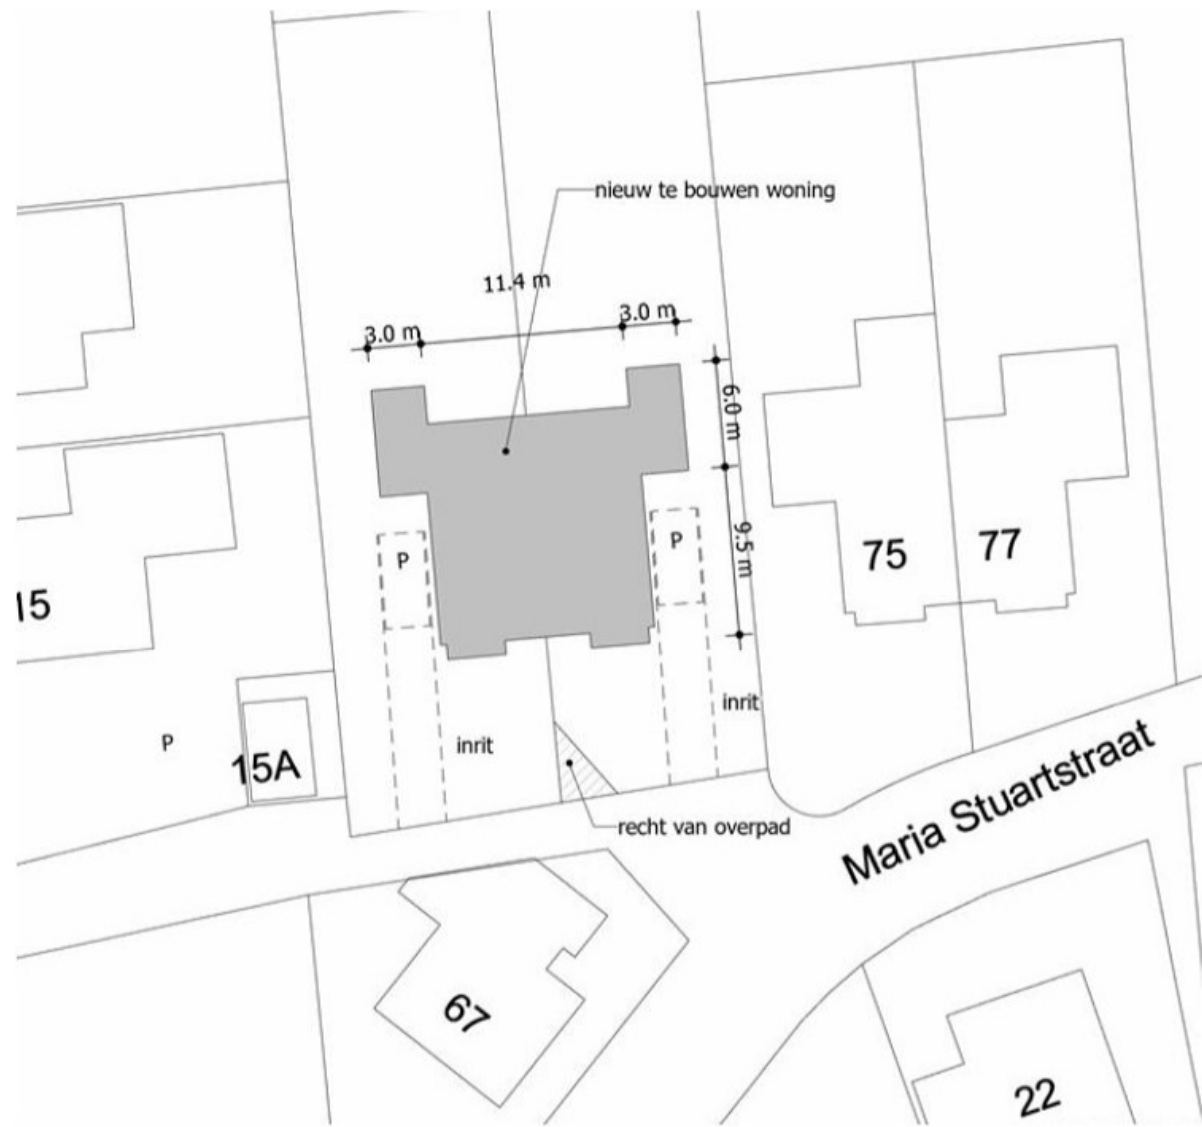 nieuw te bouwen woning
11.4 m
3.0 m
3.0 m
6.0 m
9.5 m
P
P
75
77
15
inrit
inrit
P
15A
recht van overpad
Maria Stuartstraat
67
22